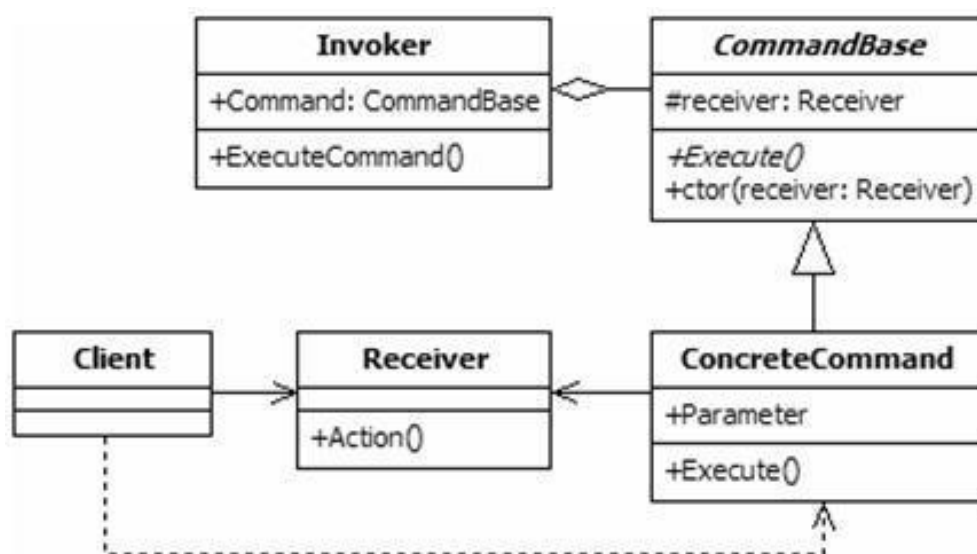 Invoker
+Command: CommandBase
+ExecuteCommand()
CommandBase
#receiver: Receiver
+Execute()
+ctor(receiver: Receiver)
Client
Receiver
+Action()
ConcreteCommand
+Parameter
+Execute()